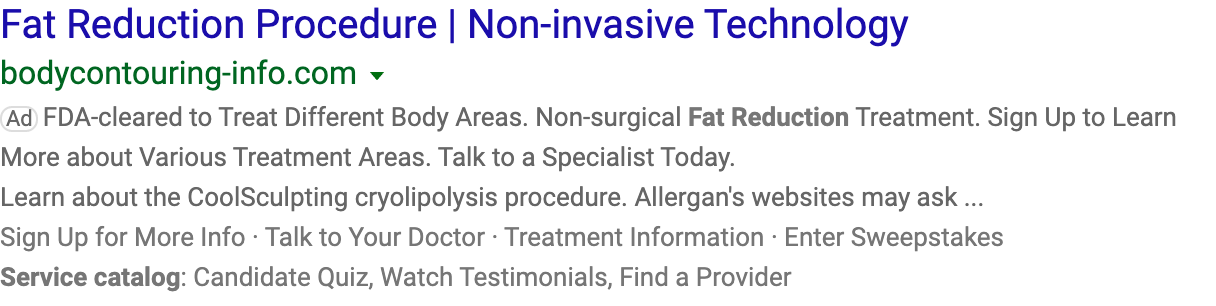 Fat Reduction Procedure | Non-invasive Technology
bodycontouring-info.com
Ad FDA-cleared to Treat Different Body Areas. Non-surgical Fat Reduction Treatment. Sign Up to Learn
More about Various Treatment Areas. Talk to a Specialist Today.
Learn about the CoolSculpting cryolipolysis procedure. Allergan's websites may ask ...
Sign Up for More Info · Talk to Your Doctor · Treatment Information · Enter Sweepstakes
Service catalog: Candidate Quiz, Watch Testimonials, Find a Provider